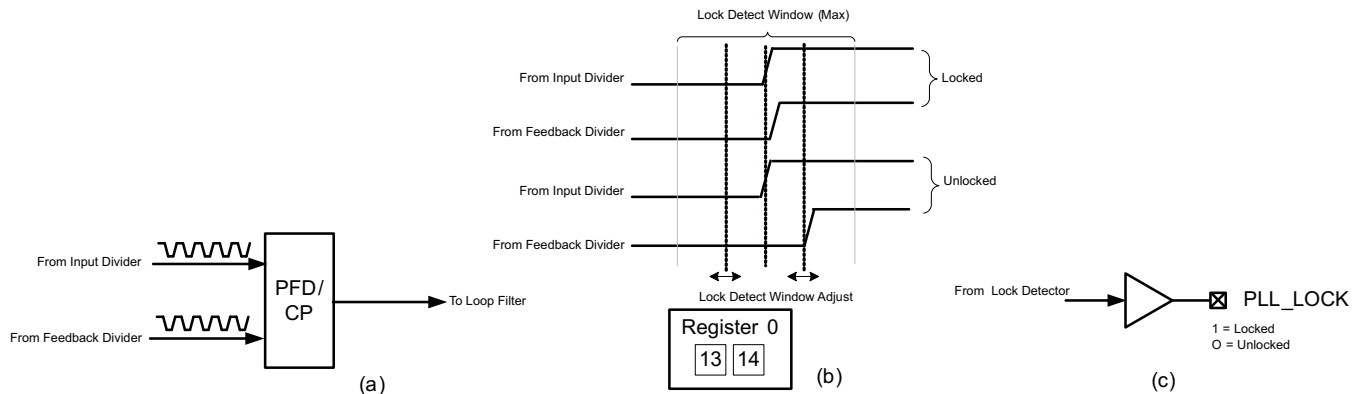 From Input Divider
From Feedback Divider
PFD/
CP
To Loop Filter
(a)
Lock Detect Window (Max)
From Input Divider
From Feedback Divider
Locked
From Input Divider
From Feedback Divider
Unlocked
Lock Detect Window Adjust
Register 0
13 14
(b)
From Lock Detector
PLL_LOCK
1 = Locked
O = Unlocked
(c)